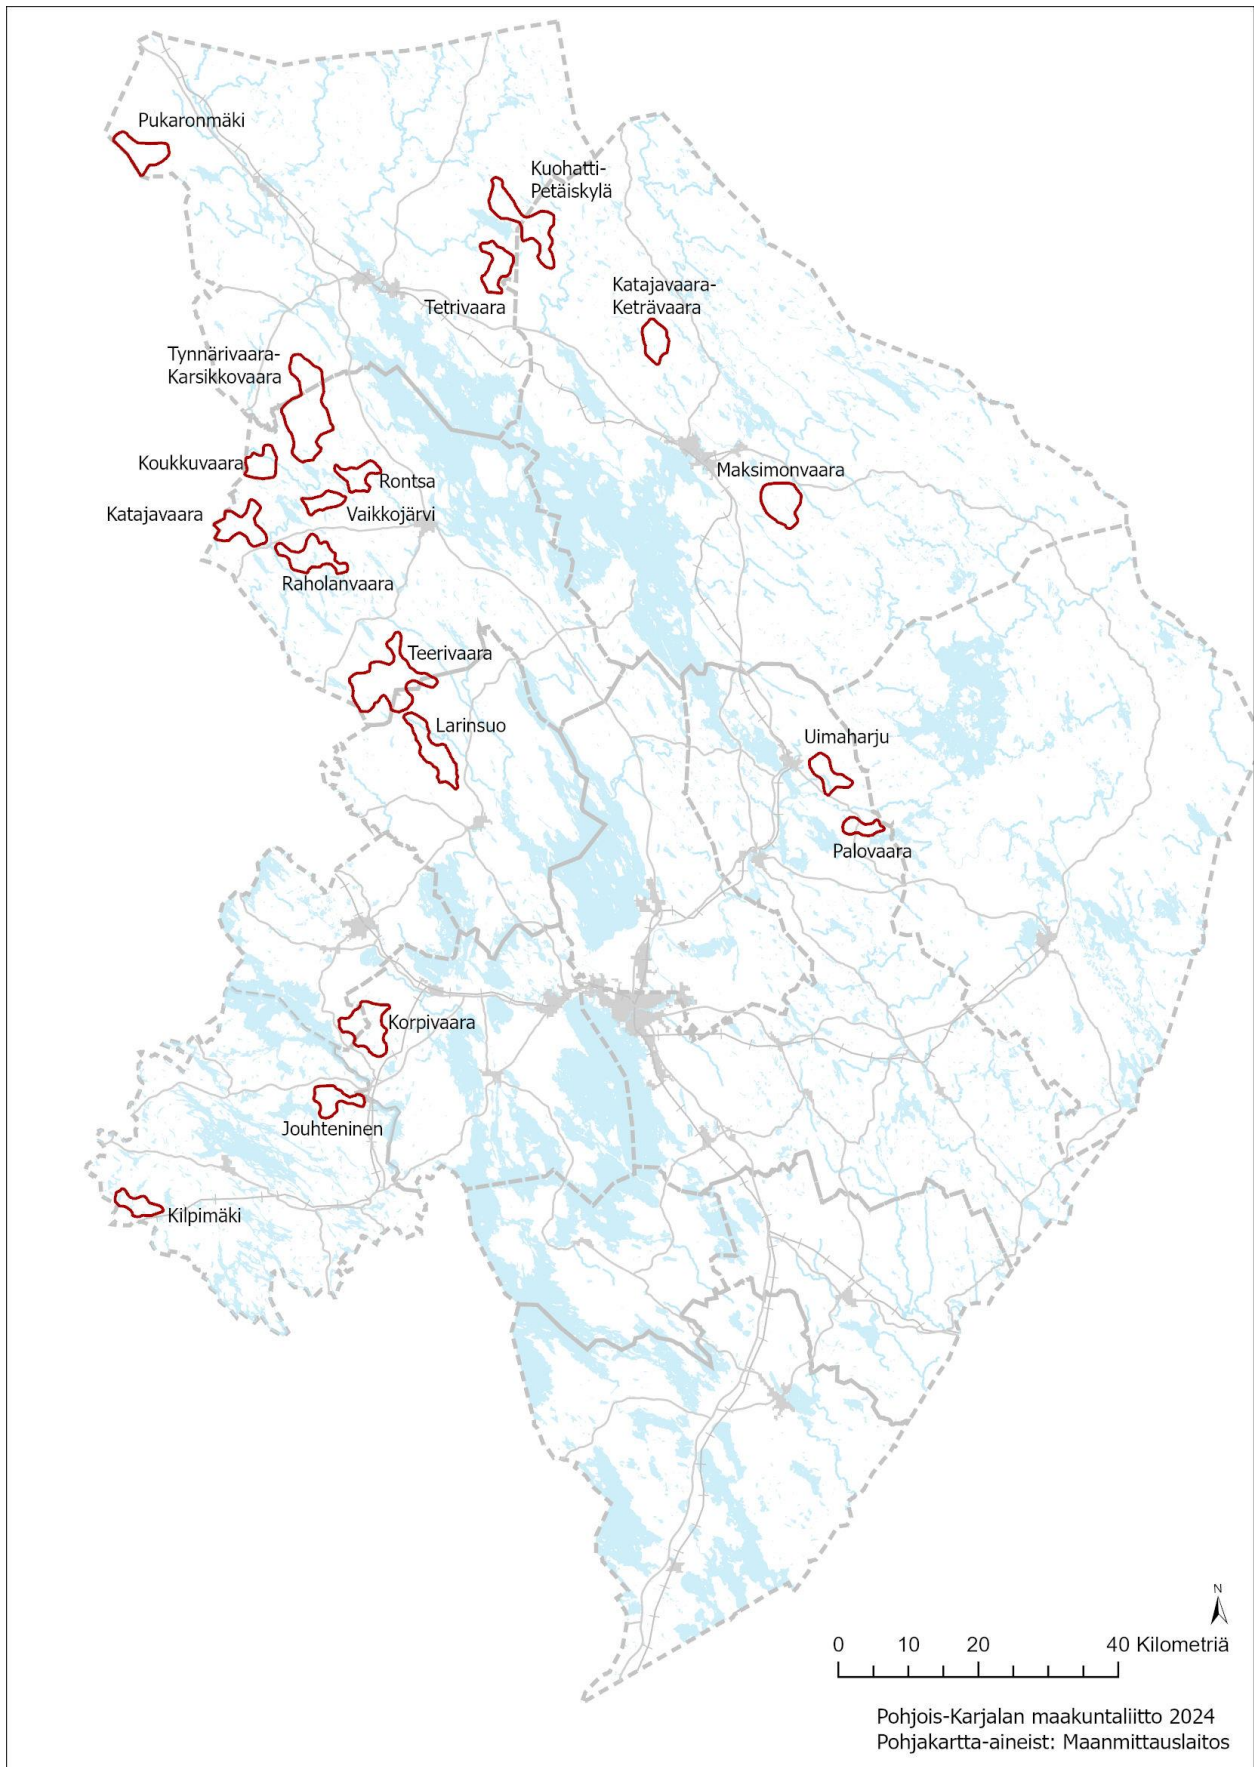 Pukaronmäki
Kuohatti-
Petäiskylä
Tetrivaara
Katajavaara-
Keträvaara
Tynnärivaara-
Karsikkovaara
Koukkuvaara
Rontsa
Maksimonvaara
Katajavaara
Vaikkojärvi
Raholanvaara
Teerivaara
Larinsuo
Uimaharju
Palovaara
Korpivaara
Jouhteninen
Kilpimäki
N
0 10 20 40 Kilometriä
Pohjois-Karjalan maakuntaliitto 2024
Pohjakartta-aineist: Maanmittauslaitos